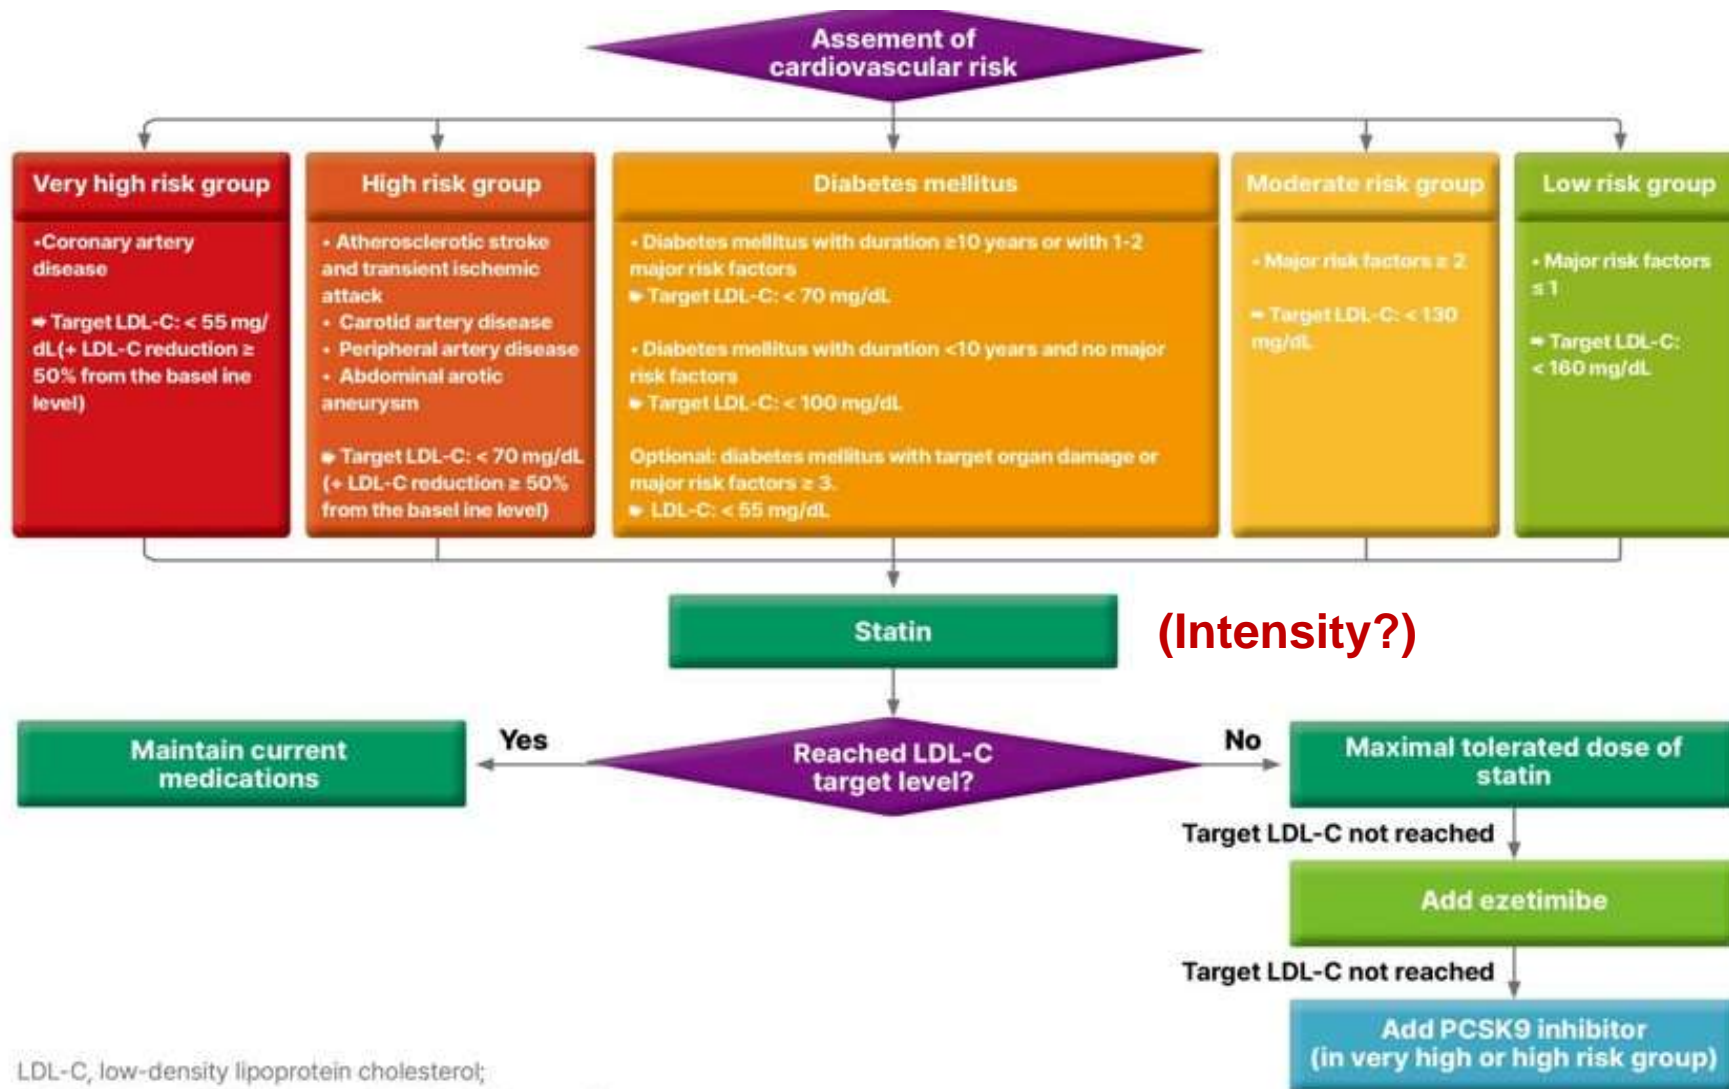 Assement of
cardiovascular risk
Very high risk group
•Coronary artery
disease
➡ Target LDL-C: < 55 mg/
dL(+ LDL-C reduction ≥
50% from the basel ine
level)
High risk group
• Atherosclerotic stroke
and transient ischemic
attack
• Carotid artery disease
• Peripheral artery disease
• Abdominal arotic
aneurysm
➡ Target LDL-C: < 70 mg/dL
(+ LDL-C reduction ≥ 50%
from the basel ine level)
Diabetes mellitus
• Diabetes mellitus with duration ≥10 years or with 1-2
major risk factors
➡ Target LDL-C: < 70 mg/dL
• Diabetes mellitus with duration <10 years and no major
risk factors
➡ Target LDL-C: < 100 mg/dL
Optional: diabetes mellitus with target organ damage or
major risk factors ≥ 3.
➡ LDL-C: < 55 mg/dL
Moderate risk group
• Major risk factors ≥ 2
➡ Target LDL-C: < 130
mg/dL
Low risk group
• Major risk factors
≤ 1
➡ Target LDL-C:
< 160 mg/dL
Statin
(Intensity?)
Reached LDL-C
target level?
Yes
Maintain current
medications
No
Maximal tolerated dose of
statin
Target LDL-C not reached
Add ezetimibe
Target LDL-C not reached
Add PCSK9 inhibitor
(in very high or high risk group)
LDL-C, low-density lipoprotein cholesterol;